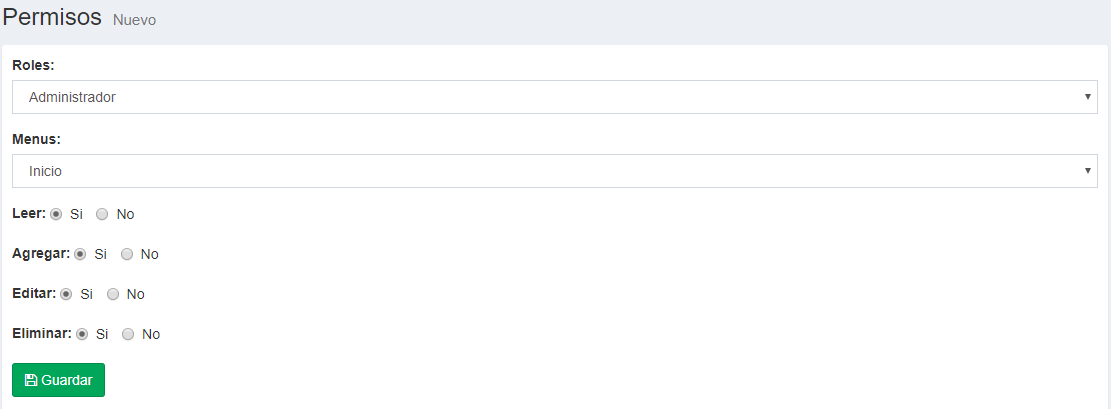 Permisos Nuevo
Roles:
Administrador
Menus:
Inicio
Leer: Si No
Agregar: Si No
Editar: Si No
Eliminar: Si No
Guardar